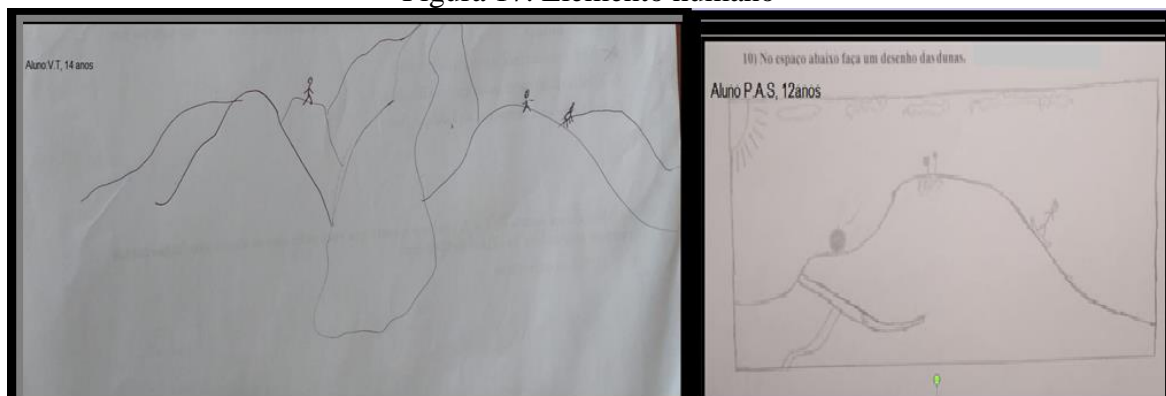 Figura 17: Elemento humano
Aluno:V.T, 14 anos
10) No espaço abaixo faça um desenho das dunas.
Aluno P.A.S, 12anos